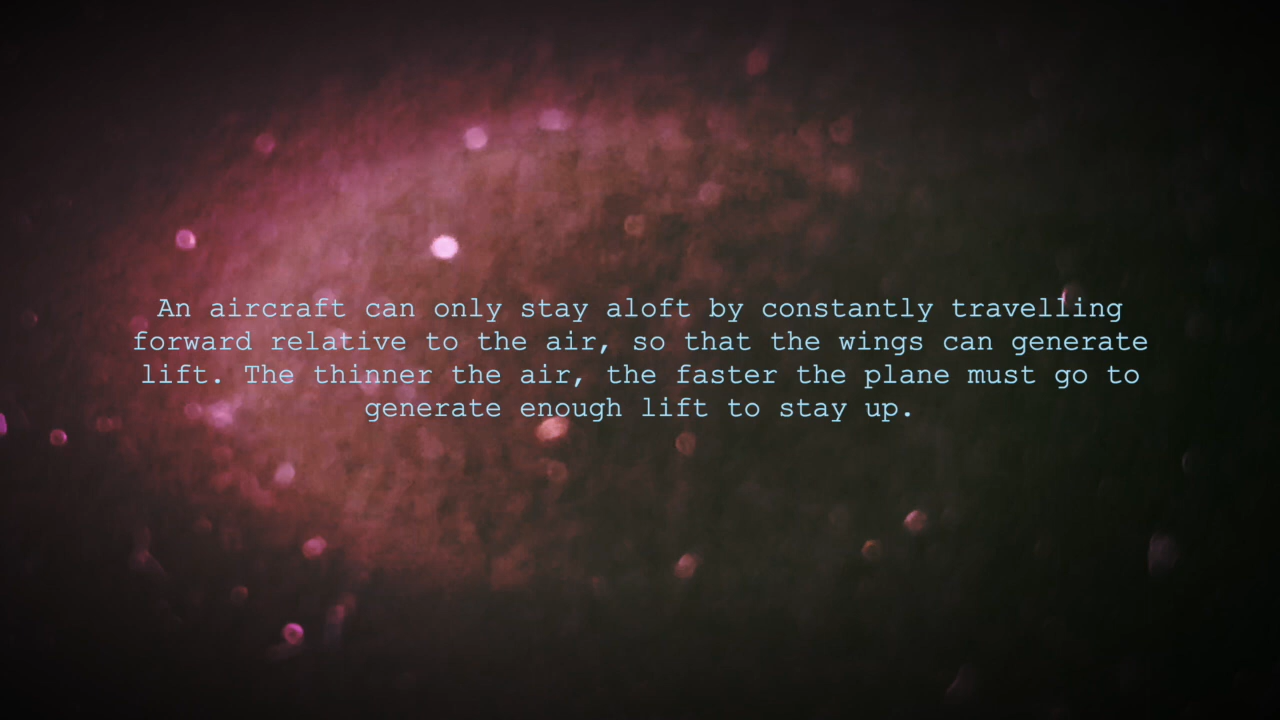 An aircraft can only stay aloft by constantly travelling
forward relative to the air, so that the wings can generate
lift. The thinner the air, the faster the plane must go to
generate enough lift to stay up.